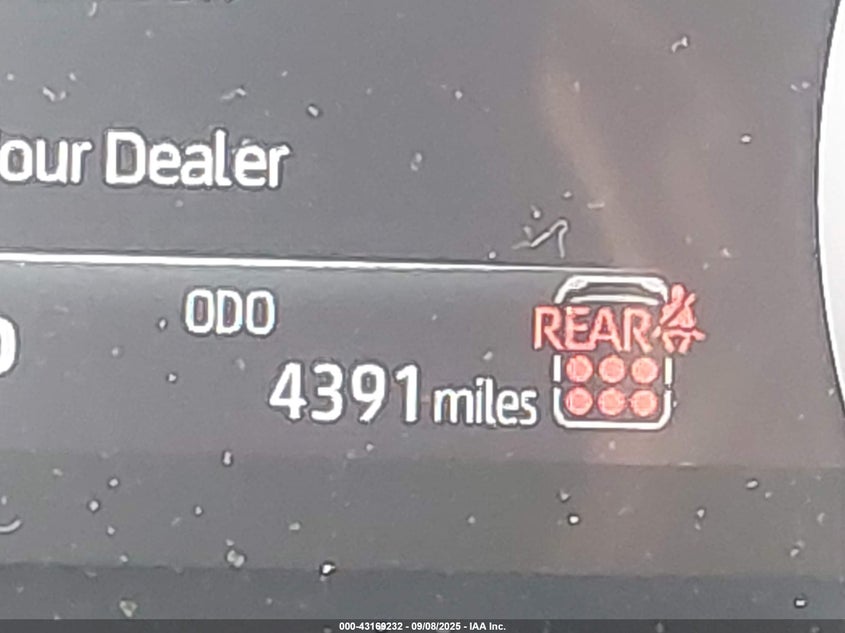 our Dealer
ODO
REAR
4391 miles
000-43169232 - 09/08/2025 - IAA Inc.